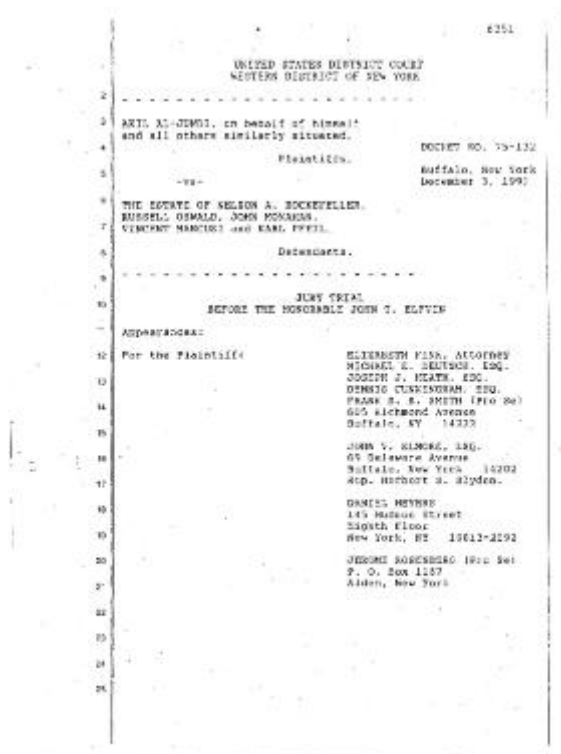 6351
UNITED STATES DISTRICT COURT
WESTERN DISTRICT OF NEW YORK
2
3 AKIL AL-JUNDI, on behalf of himself
and all others similarly situated,
4 DOCKET NO. 75-132
Plaintiffs,
5 Buffalo, New York
-vs- December 3, 1991
6 THE ESTATE OF NELSON A. ROCKEFELLER,
RUSSELL OSWALD, JOHN MONAHAN,
7 VINCENT MANCUSI and KARL PFEIL,
8 Defendants.
9
10 JURY TRIAL
BEFORE THE HONORABLE JOHN T. ELFVIN
Appearances:
12 For the Plaintiffs ELIZABETH FINK, Attorney
MICHAEL E. DEUTSCH, ESQ.
13 JOSEPH J. HEATH, ESQ.
DENNIS CUNNINGHAM, ESQ.
14 FRANK B. B. SMITH (Pro Se)
605 Richmond Avenue
15 Buffalo, NY 14222
JOHN V. ELMORE, ESQ.
16 69 Delaware Avenue
Buffalo, New York 14202
17 Rep. Herbert X. Blyden.
18 DANIEL MEYERS
145 Hudson Street
19 Eighth Floor
New York, NY 10013-2092
20 JEROME ROSENBERG (Pro Se)
P. O. Box 1187
21 Alden, New York
22
23
24
25